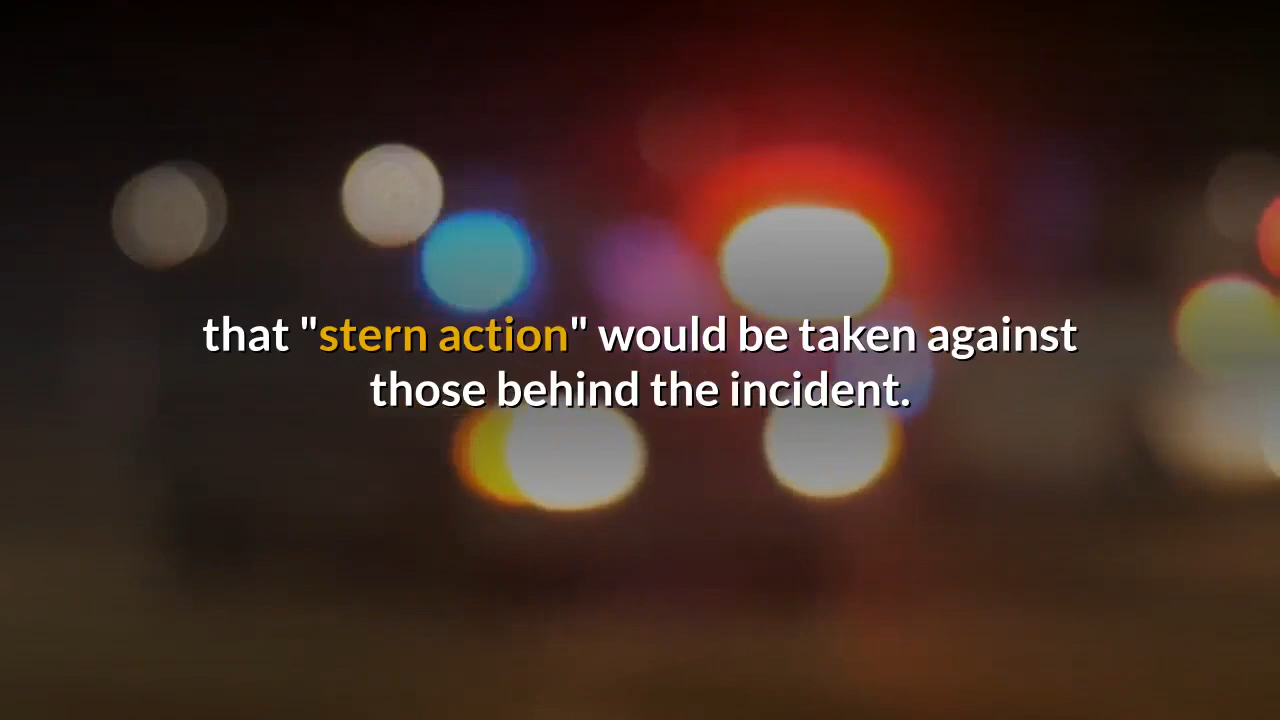 that "stern action" would be taken against
those behind the incident.